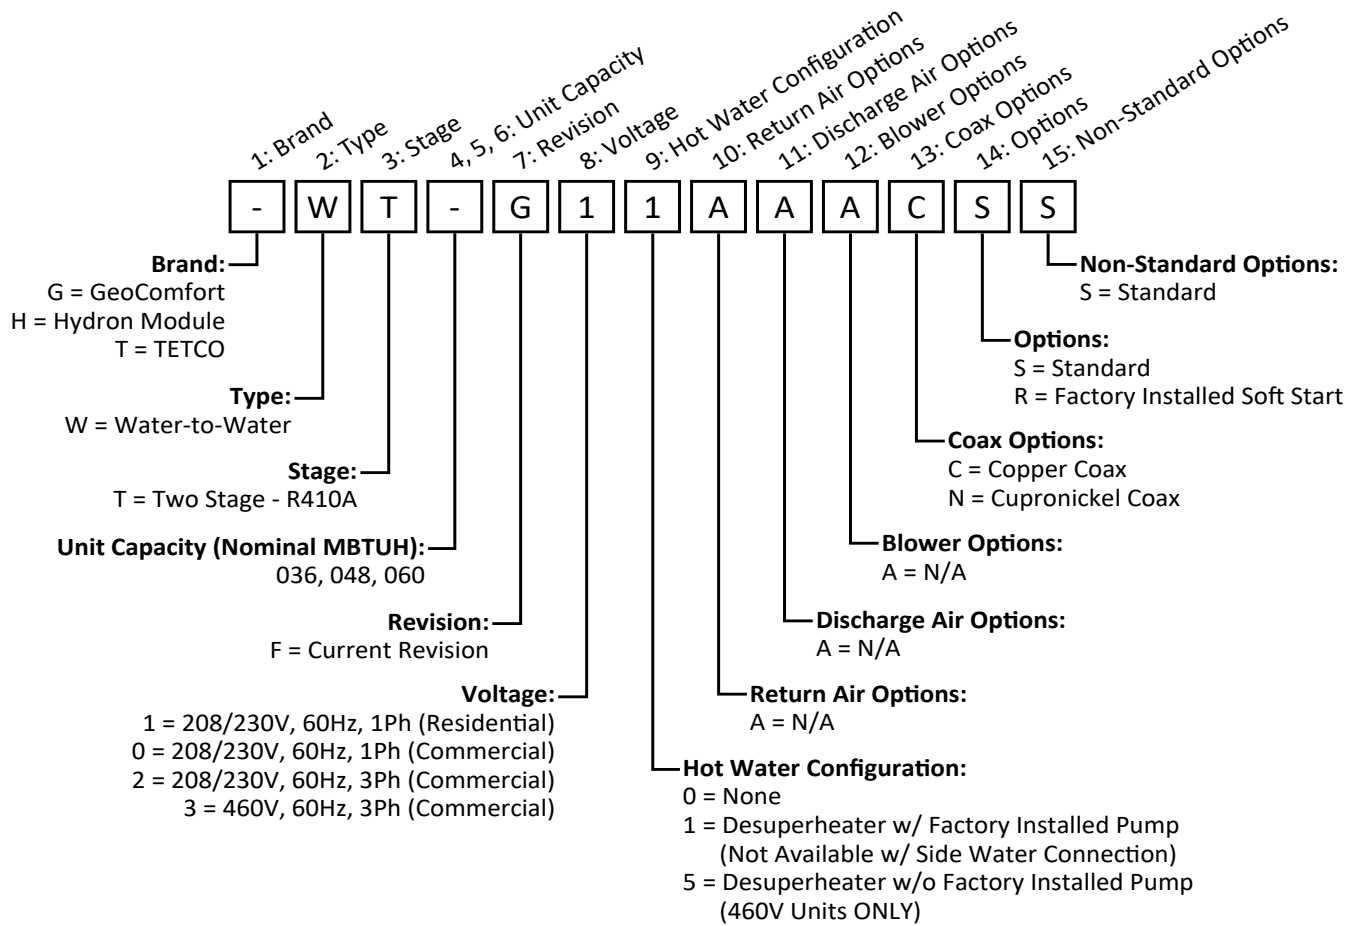 1: Brand
2: Type
3: Stage
4, 5, 6: Unit Capacity
7: Revision
8: Voltage
9: Hot Water Configuration
10: Return Air Options
11: Discharge Air Options
12: Blower Options
13: Coax Options
14: Options
15: Non-Standard Options
- W T - G 1 1 A A A C S S
Brand:
G = GeoComfort
H = Hydron Module
T = TETCO
Type:
W = Water-to-Water
Stage:
T = Two Stage - R410A
Unit Capacity (Nominal MBTUH):
036, 048, 060
Revision:
F = Current Revision
Voltage:
1 = 208/230V, 60Hz, 1Ph (Residential)
0 = 208/230V, 60Hz, 1Ph (Commercial)
2 = 208/230V, 60Hz, 3Ph (Commercial)
3 = 460V, 60Hz, 3Ph (Commercial)
Non-Standard Options:
S = Standard
Options:
S = Standard
R = Factory Installed Soft Start
Coax Options:
C = Copper Coax
N = Cupronickel Coax
Blower Options:
A = N/A
Discharge Air Options:
A = N/A
Return Air Options:
A = N/A
Hot Water Configuration:
0 = None
1 = Desuperheater w/ Factory Installed Pump
(Not Available w/ Side Water Connection)
5 = Desuperheater w/o Factory Installed Pump
(460V Units ONLY)